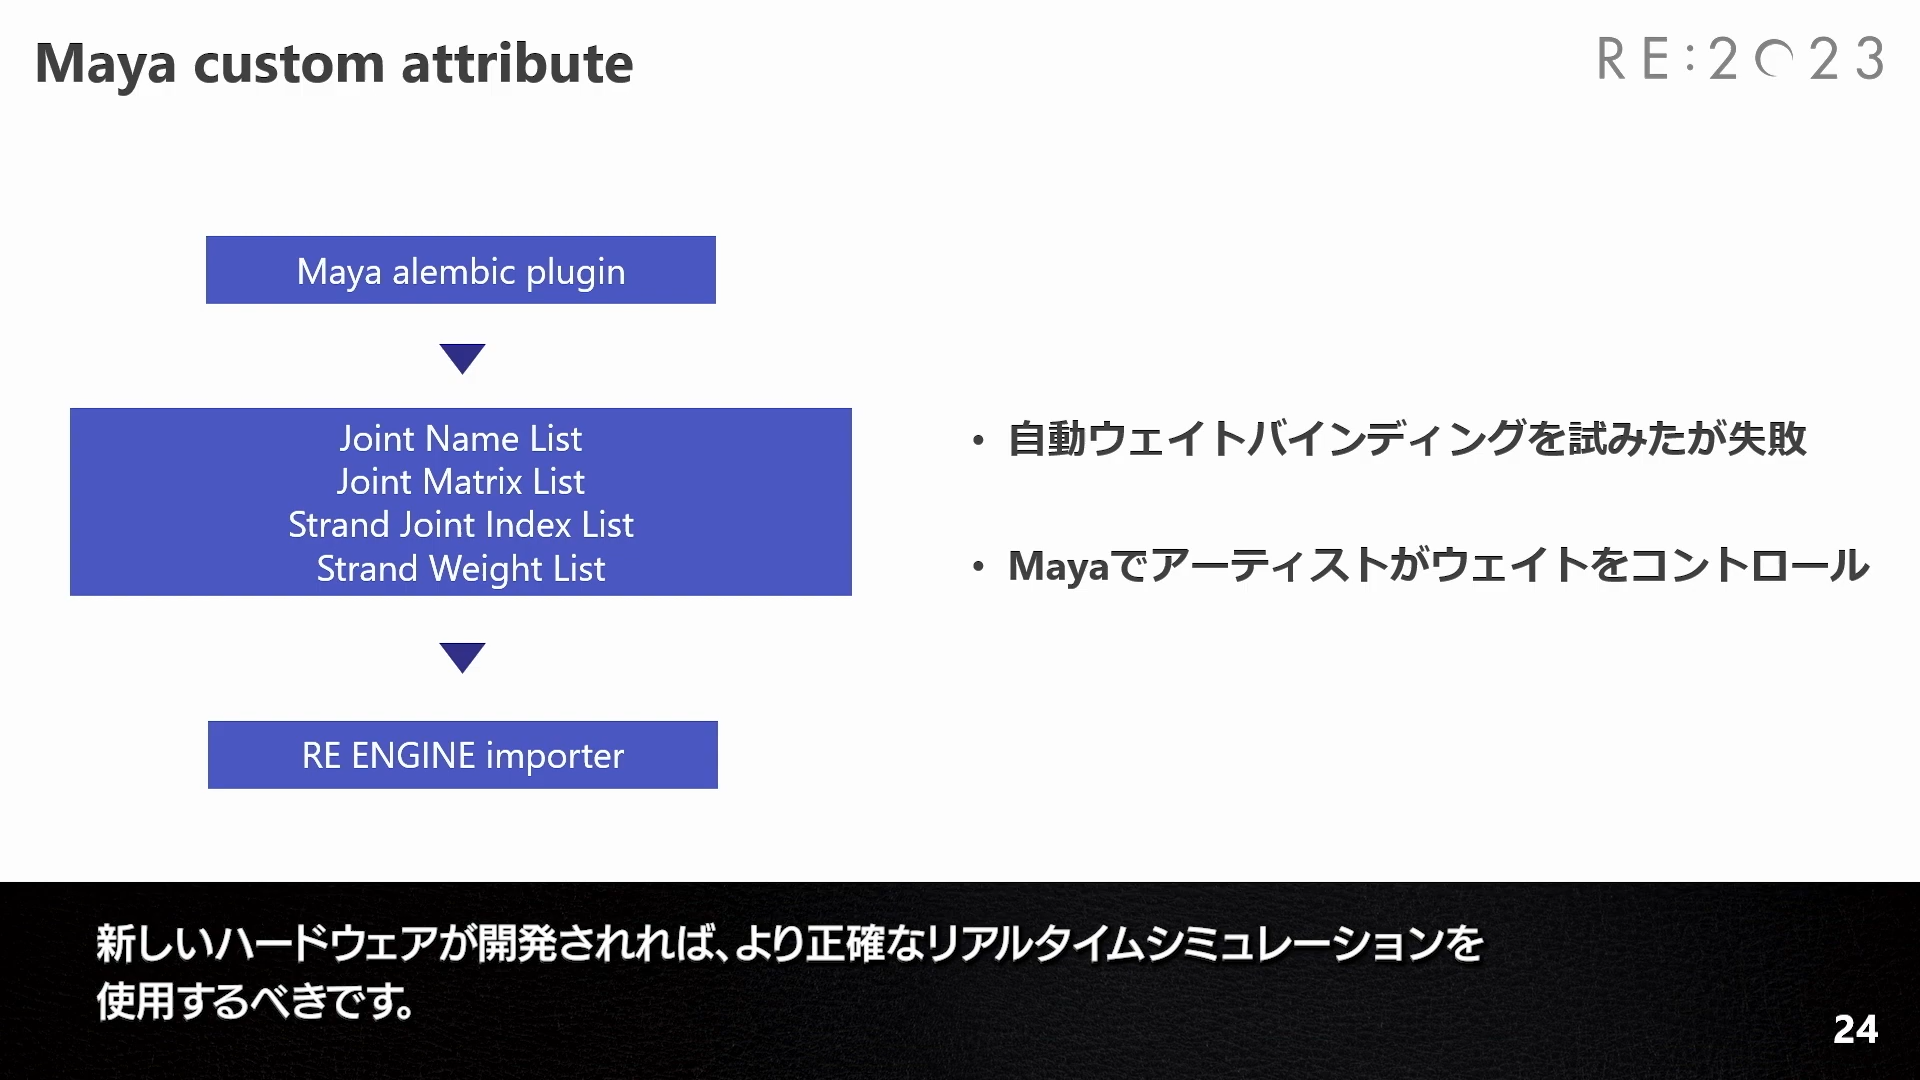 Maya custom attribute
RE:2023
Maya alembic plugin
Joint Name List
Joint Matrix List
Strand Joint Index List
Strand Weight List
RE ENGINE importer
• 自動ウェイトバインディングを試みたが失敗
• Mayaでアーティストがウェイトをコントロール
新しいハードウェアが開発されれば、より正確なリアルタイムシミュレーションを
使用するべきです。
24